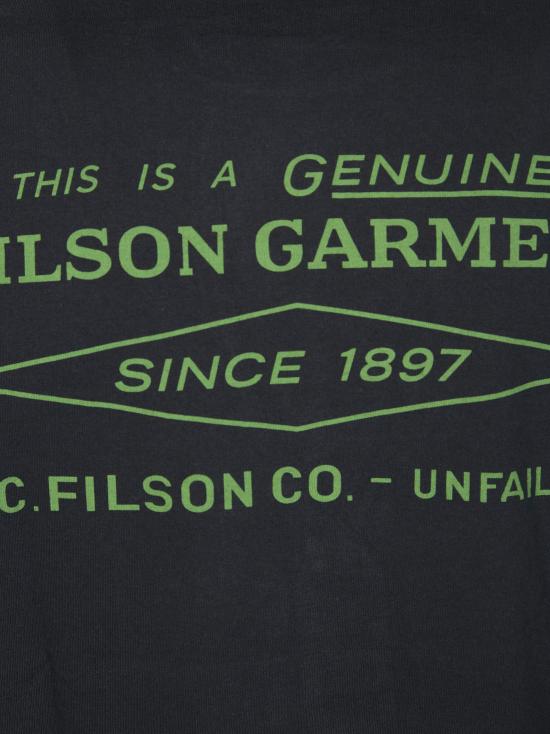 THIS IS A GENUINE
ILSON GARME
SINCE 1897
C. FILSON CO. - UNFAIL